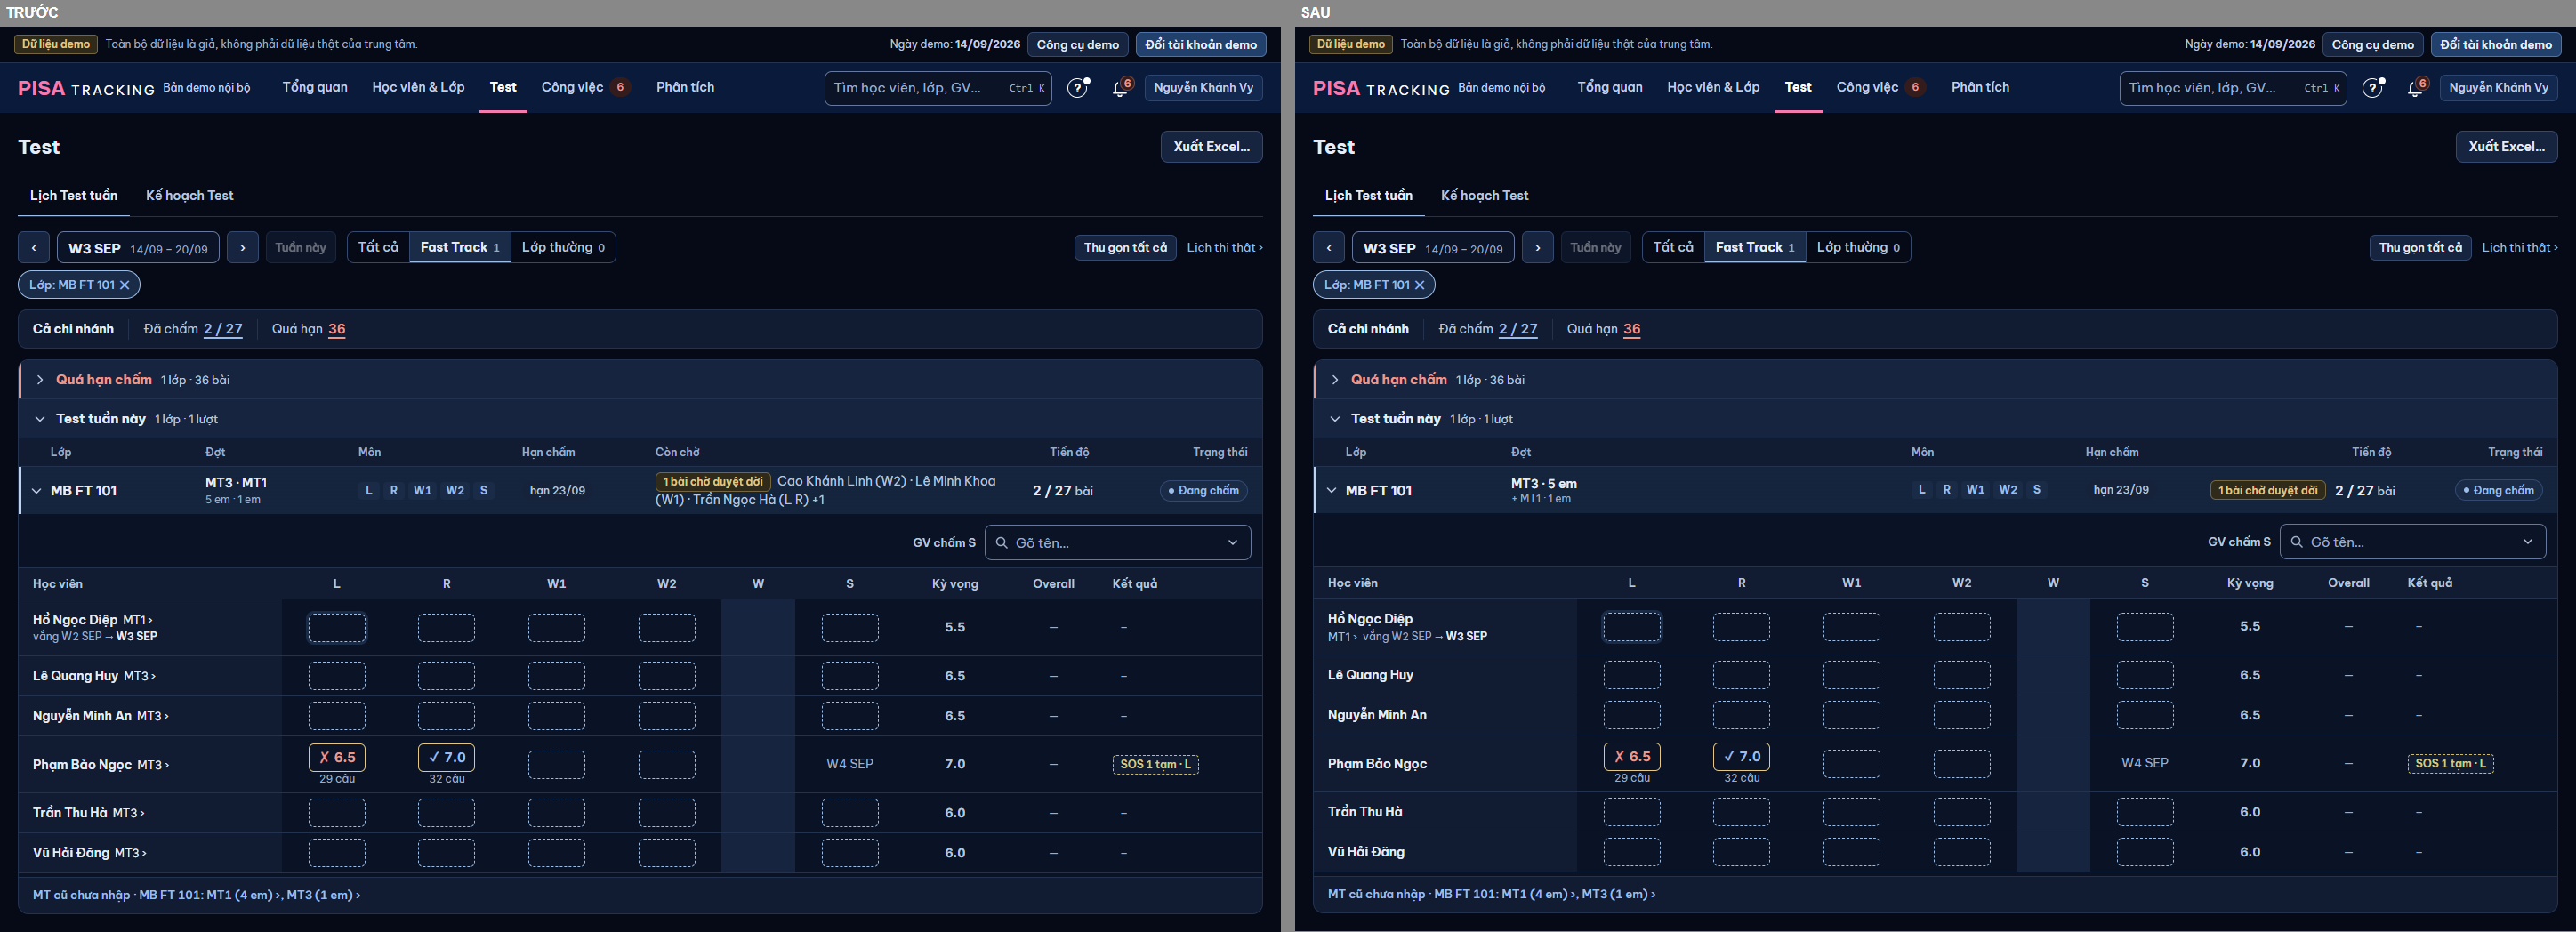 TRƯỚC
Dữ liệu demo Toàn bộ dữ liệu là giả, không phải dữ liệu thật của trung tâm. Ngày demo: 14/09/2026 Công cụ demo Đổi tài khoản demo
PISA TRACKING Bản demo nội bộ Tổng quan Học viên & Lớp Test Công việc 6 Phân tích Tìm học viên, lớp, GV... Ctrl K ? 6 Nguyễn Khánh Vy
Test Xuất Excel...
Lịch Test tuần Kế hoạch Test
‹ W3 SEP 14/09 – 20/09 › Tuần này Tất cả Fast Track 1 Lớp thường 0 Thu gọn tất cả Lịch thi thật ›
Lớp: MB FT 101 ✕
Cả chi nhánh Đã chấm 2 / 27 Quá hạn 36
Quá hạn chấm 1 lớp · 36 bài
Test tuần này 1 lớp · 1 lượt
Lớp Đợt Môn Hạn chấm Còn chờ Tiến độ Trạng thái
MB FT 101 MT3 · MT1 L R W1 W2 S hạn 23/09 1 bài chờ duyệt dời Cao Khánh Linh (W2) · Lê Minh Khoa 2 / 27 bài • Đang chấm
5 em · 1 em (W1) · Trần Ngọc Hà (L R) +1
GV chấm S Gõ tên...
Học viên L R W1 W2 W S Kỳ vọng Overall Kết quả
Hồ Ngọc Diệp MT1 › 5.5 — –
vắng W2 SEP → W3 SEP
Lê Quang Huy MT3 › 6.5 — –
Nguyễn Minh An MT3 › 6.5 — –
Phạm Bảo Ngọc MT3 › ✗ 6.5 ✓ 7.0 W4 SEP 7.0 — SOS 1 tạm · L
29 câu 32 câu
Trần Thu Hà MT3 › 6.0 — –
Vũ Hải Đăng MT3 › 6.0 — –
MT cũ chưa nhập · MB FT 101: MT1 (4 em) ›, MT3 (1 em) ›
SAU
Dữ liệu demo Toàn bộ dữ liệu là giả, không phải dữ liệu thật của trung tâm. Ngày demo: 14/09/2026 Công cụ demo Đổi tài khoản demo
PISA TRACKING Bản demo nội bộ Tổng quan Học viên & Lớp Test Công việc 6 Phân tích Tìm học viên, lớp, GV... Ctrl K ? 6 Nguyễn Khánh Vy
Test Xuất Excel...
Lịch Test tuần Kế hoạch Test
‹ W3 SEP 14/09 – 20/09 › Tuần này Tất cả Fast Track 1 Lớp thường 0 Thu gọn tất cả Lịch thi thật ›
Lớp: MB FT 101 ✕
Cả chi nhánh Đã chấm 2 / 27 Quá hạn 36
Quá hạn chấm 1 lớp · 36 bài
Test tuần này 1 lớp · 1 lượt
Lớp Đợt Môn Hạn chấm Tiến độ Trạng thái
MB FT 101 MT3 · 5 em L R W1 W2 S hạn 23/09 1 bài chờ duyệt dời 2 / 27 bài • Đang chấm
+ MT1 · 1 em
GV chấm S Gõ tên...
Học viên L R W1 W2 W S Kỳ vọng Overall Kết quả
Hồ Ngọc Diệp 5.5 — –
MT1 › vắng W2 SEP → W3 SEP
Lê Quang Huy 6.5 — –
Nguyễn Minh An 6.5 — –
Phạm Bảo Ngọc ✗ 6.5 ✓ 7.0 W4 SEP 7.0 — SOS 1 tạm · L
29 câu 32 câu
Trần Thu Hà 6.0 — –
Vũ Hải Đăng 6.0 — –
MT cũ chưa nhập · MB FT 101: MT1 (4 em) ›, MT3 (1 em) ›